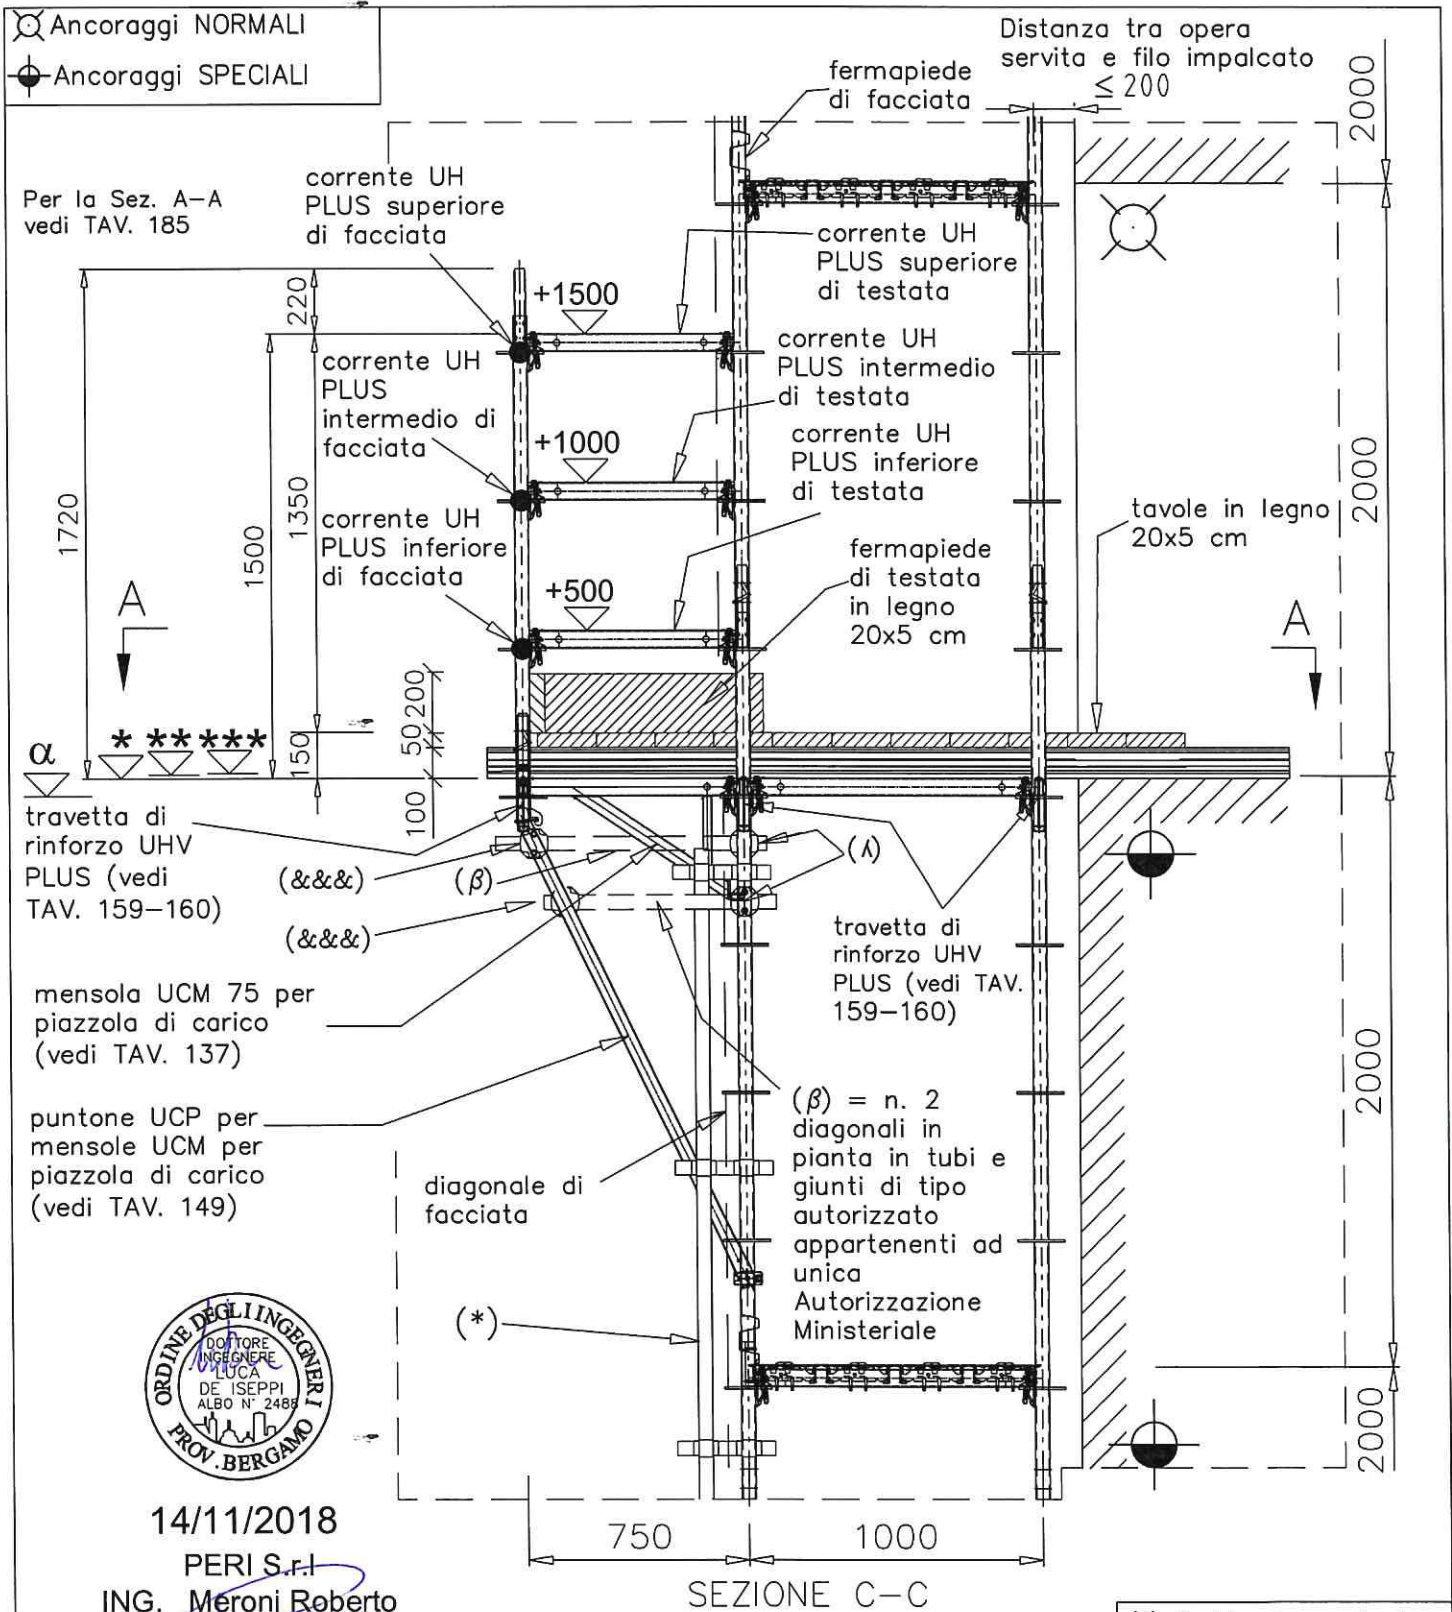 Ancoraggi NORMALI
Ancoraggi SPECIALI
Distanza tra opera
servita e filo impalcato
≤ 200
fermapiede
di facciata
2000
Per la Sez. A-A
vedi TAV. 185
corrente UH
PLUS superiore
di facciata
corrente UH
PLUS superiore
di testata
220
+1500
corrente UH
PLUS
intermedio di
facciata
corrente UH
PLUS intermedio
di testata
+1000
corrente UH
PLUS inferiore
di testata
1720
1500
1350
2000
tavole in legno
20x5 cm
corrente UH
PLUS inferiore
di facciata
fermapiede
di testata
in legno
20x5 cm
+500
A
A
200
50
150
100
α
* ** ***
travetta di
rinforzo UHV
PLUS (vedi
TAV. 159-160)
(&&&)
(β)
(Λ)
(&&&)
travetta di
rinforzo UHV
PLUS (vedi TAV.
159-160)
mensola UCM 75 per
piazzola di carico
(vedi TAV. 137)
2000
puntone UCP per
mensole UCM per
piazzola di carico
(vedi TAV. 149)
diagonale di
facciata
(β) = n. 2
diagonali in
pianta in tubi e
giunti di tipo
autorizzato
appartenenti ad
unica
Autorizzazione
Ministeriale
(*)
2000
ORDINE DEGLI INGEGNERI
DOTTORE
INGEGNERE
LUCA
DE ISEPPI
ALBO N° 2488
PROV. BERGAMO
14/11/2018
PERI S.r.l
ING. Meroni Roberto
750
1000
SEZIONE C-C